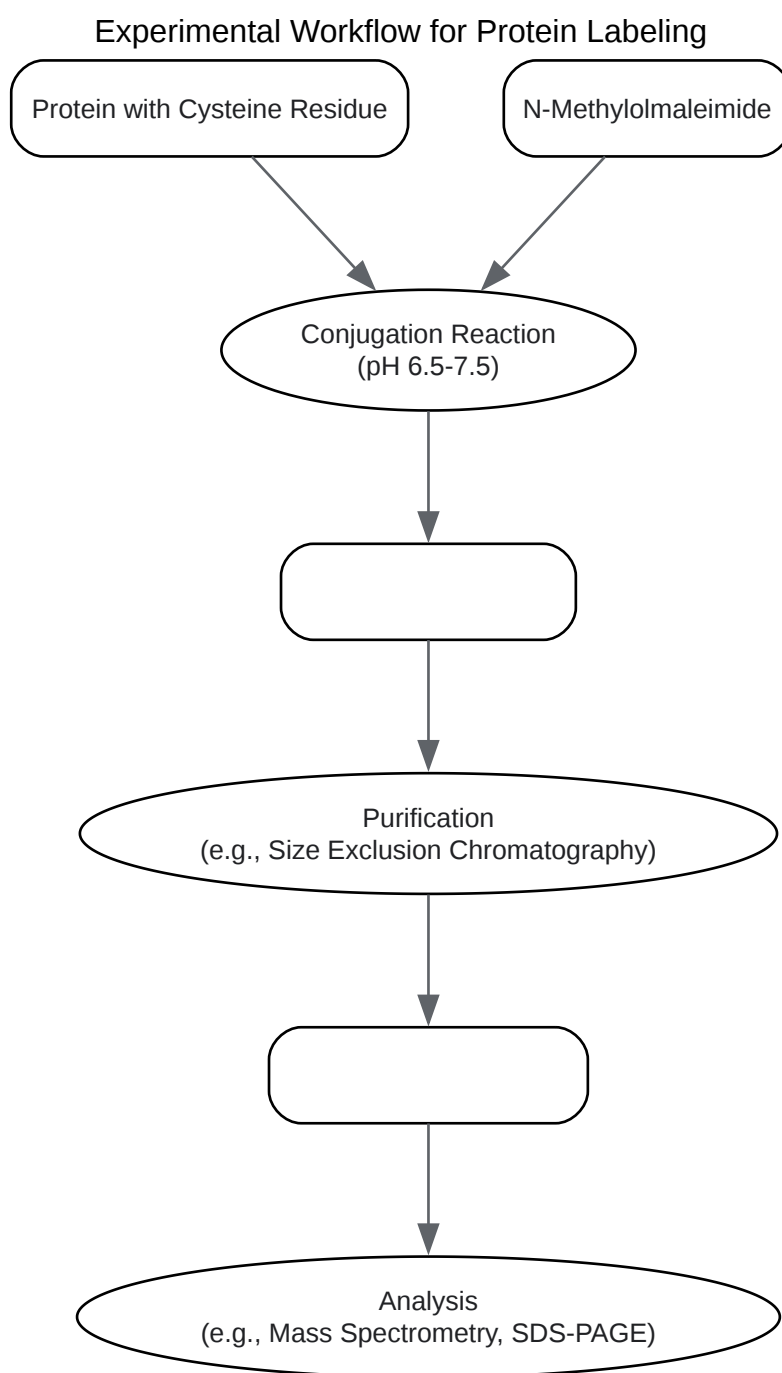 Experimental Workflow for Protein Labeling
Protein with Cysteine Residue
N-Methylolmaleimide
Conjugation Reaction
(pH 6.5-7.5)
Purification
(e.g., Size Exclusion Chromatography)
Analysis
(e.g., Mass Spectrometry, SDS-PAGE)